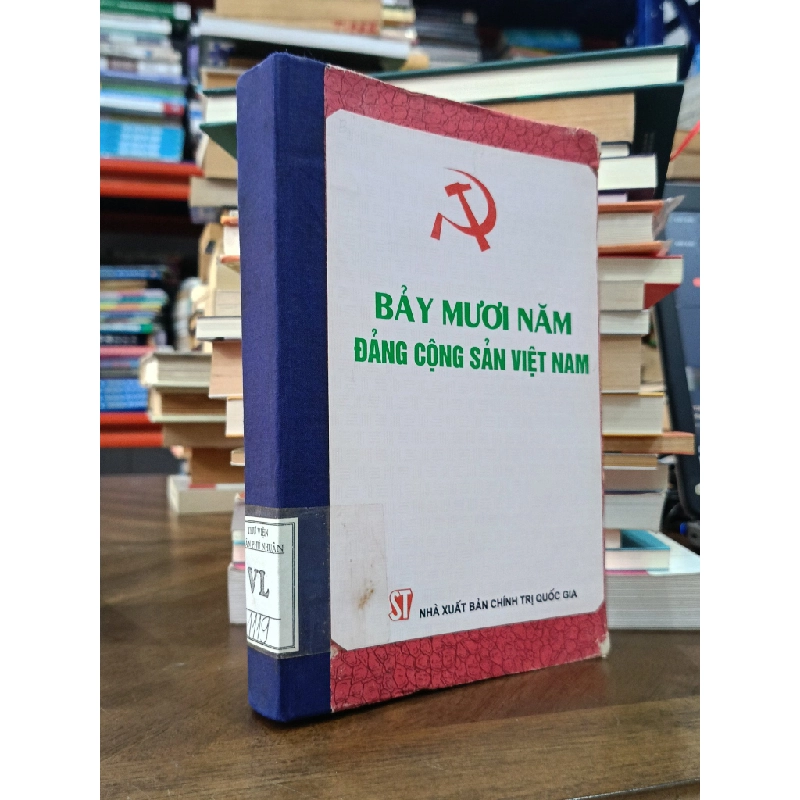 BẢY MƯƠI NĂM
ĐẢNG CỘNG SẢN VIỆT NAM
ST NHÀ XUẤT BẢN CHÍNH TRỊ QUỐC GIA
VL